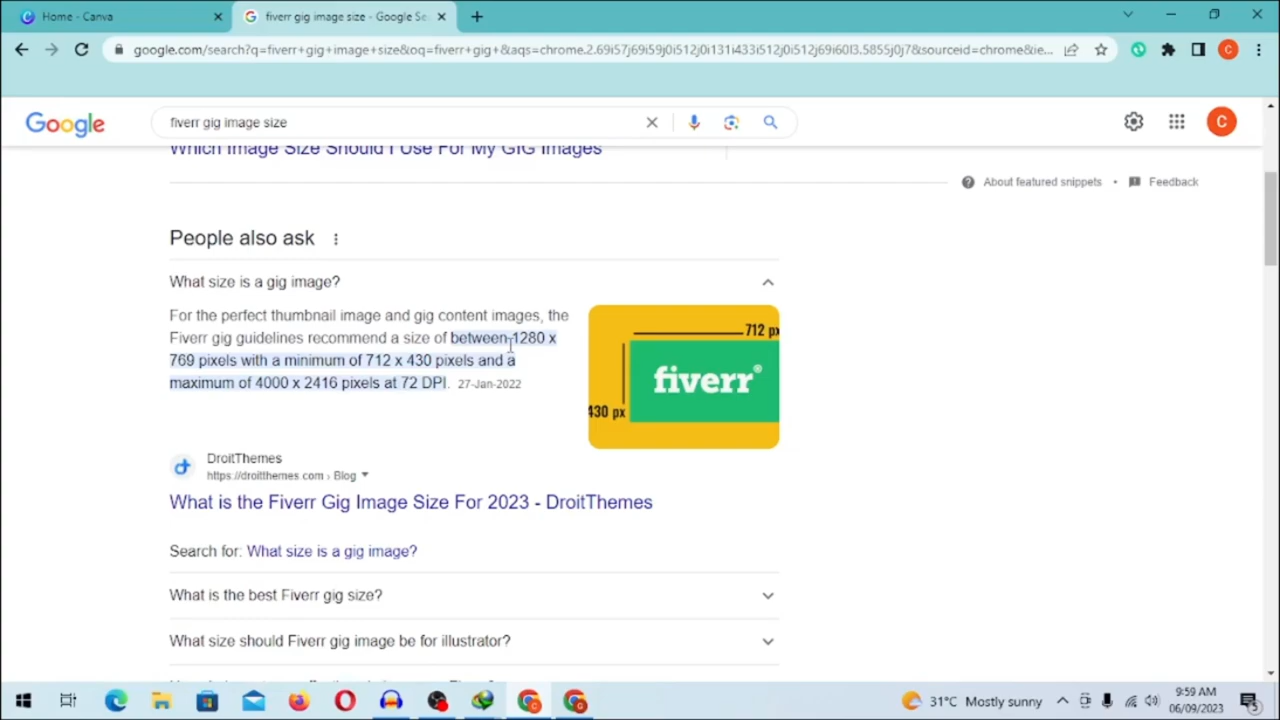 Home - Canva
fiverr gig image size - Google Se
google.com/search?q=fiverr+gig+image+size&oq=fiverr+gig+&aqs=chrome.2.69i57j69i59j0i512j0i131i433i512j0i512j69i60l3.5855j0j7&sourceid=chrome&ie...
C
Google
fiverr gig image size
C
Which Image Size Should I Use For My GIG Images
About featured snippets • Feedback
People also ask
What size is a gig image?
For the perfect thumbnail image and gig content images, the
Fiverr gig guidelines recommend a size of between 1280 x
769 pixels with a minimum of 712 x 430 pixels and a
maximum of 4000 x 2416 pixels at 72 DPI. 27-Jan-2022
712 px
fiverr®
430 px
DroitThemes
https://droitthemes.com › Blog
What is the Fiverr Gig Image Size For 2023 - DroitThemes
Search for: What size is a gig image?
What is the best Fiverr gig size?
What size should Fiverr gig image be for illustrator?
31°C Mostly sunny
9:59 AM
06/09/2023